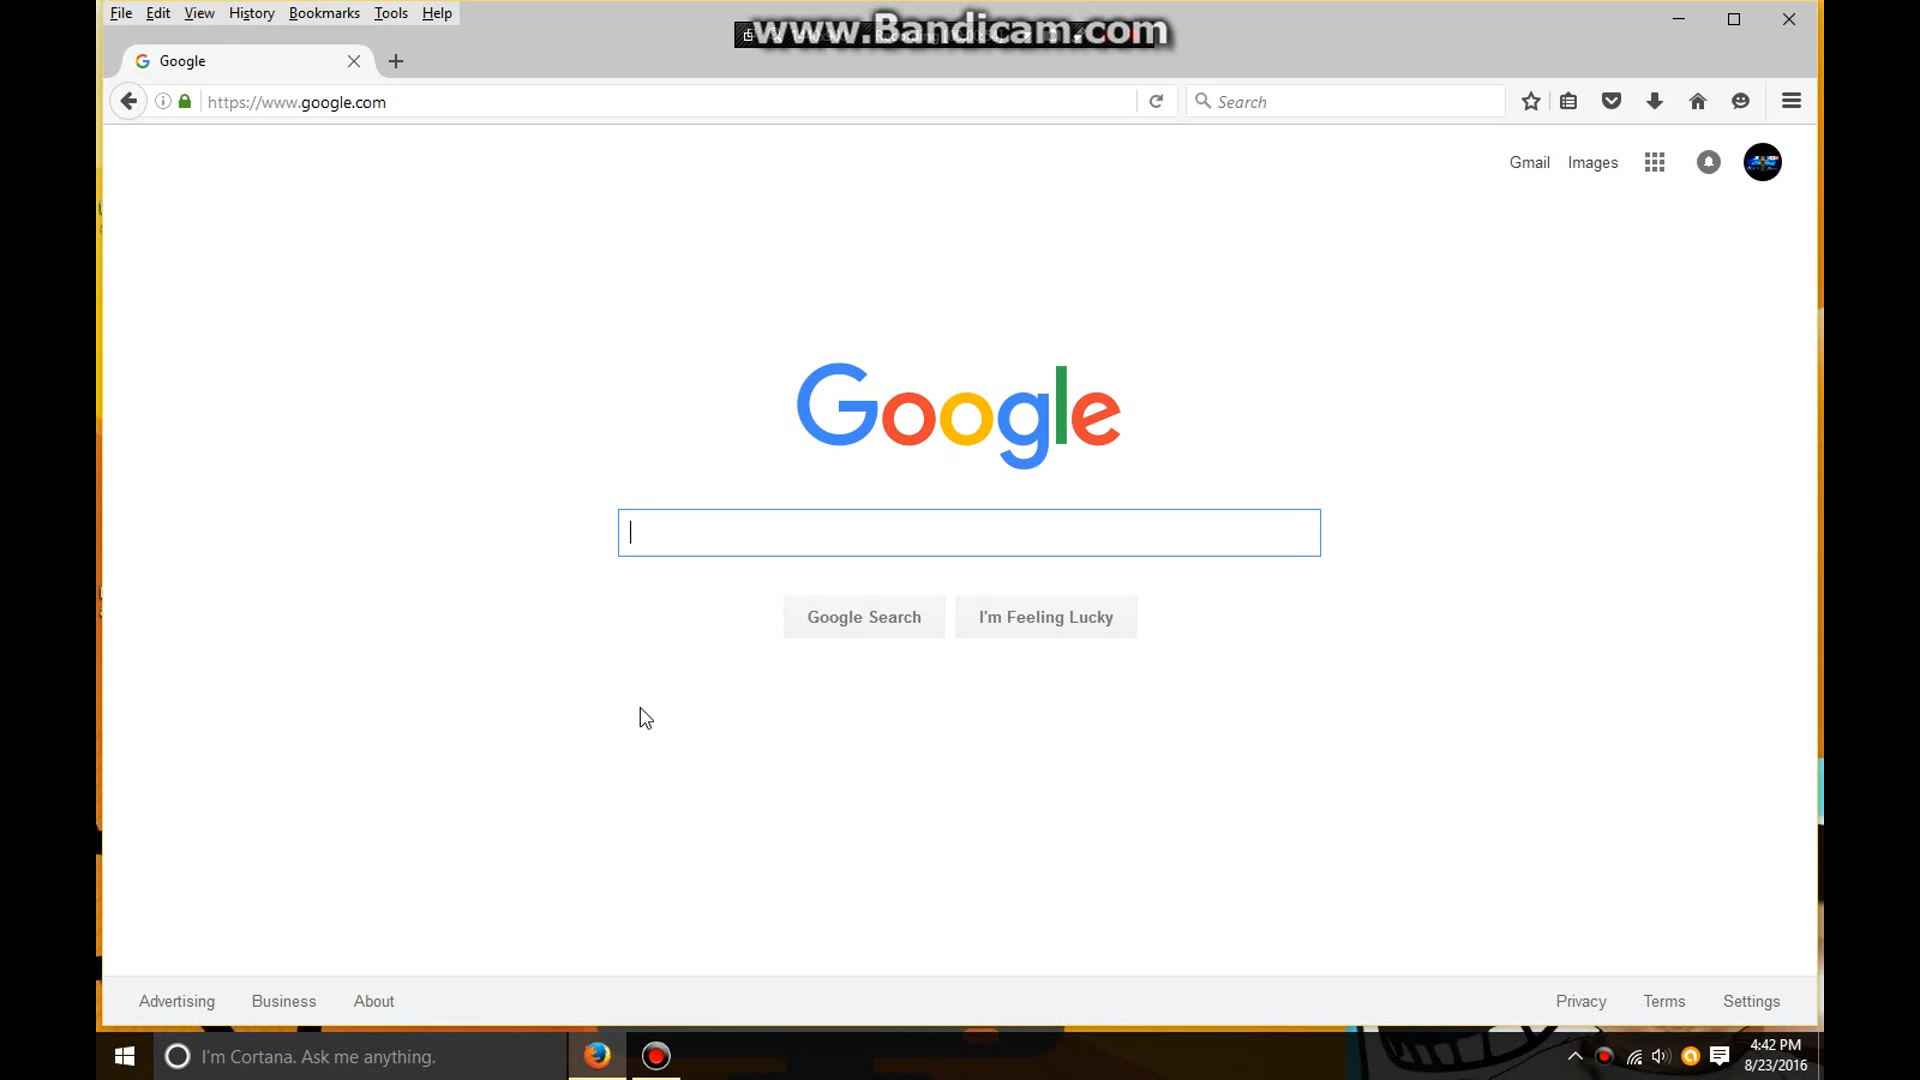 File Edit View History Bookmarks Tools Help
www.Bandicam.com
Google
https://www.google.com
Search
Gmail Images
Google
Google Search I'm Feeling Lucky
Advertising Business About
Privacy Terms Settings
I'm Cortana. Ask me anything.
4:42 PM
8/23/2016